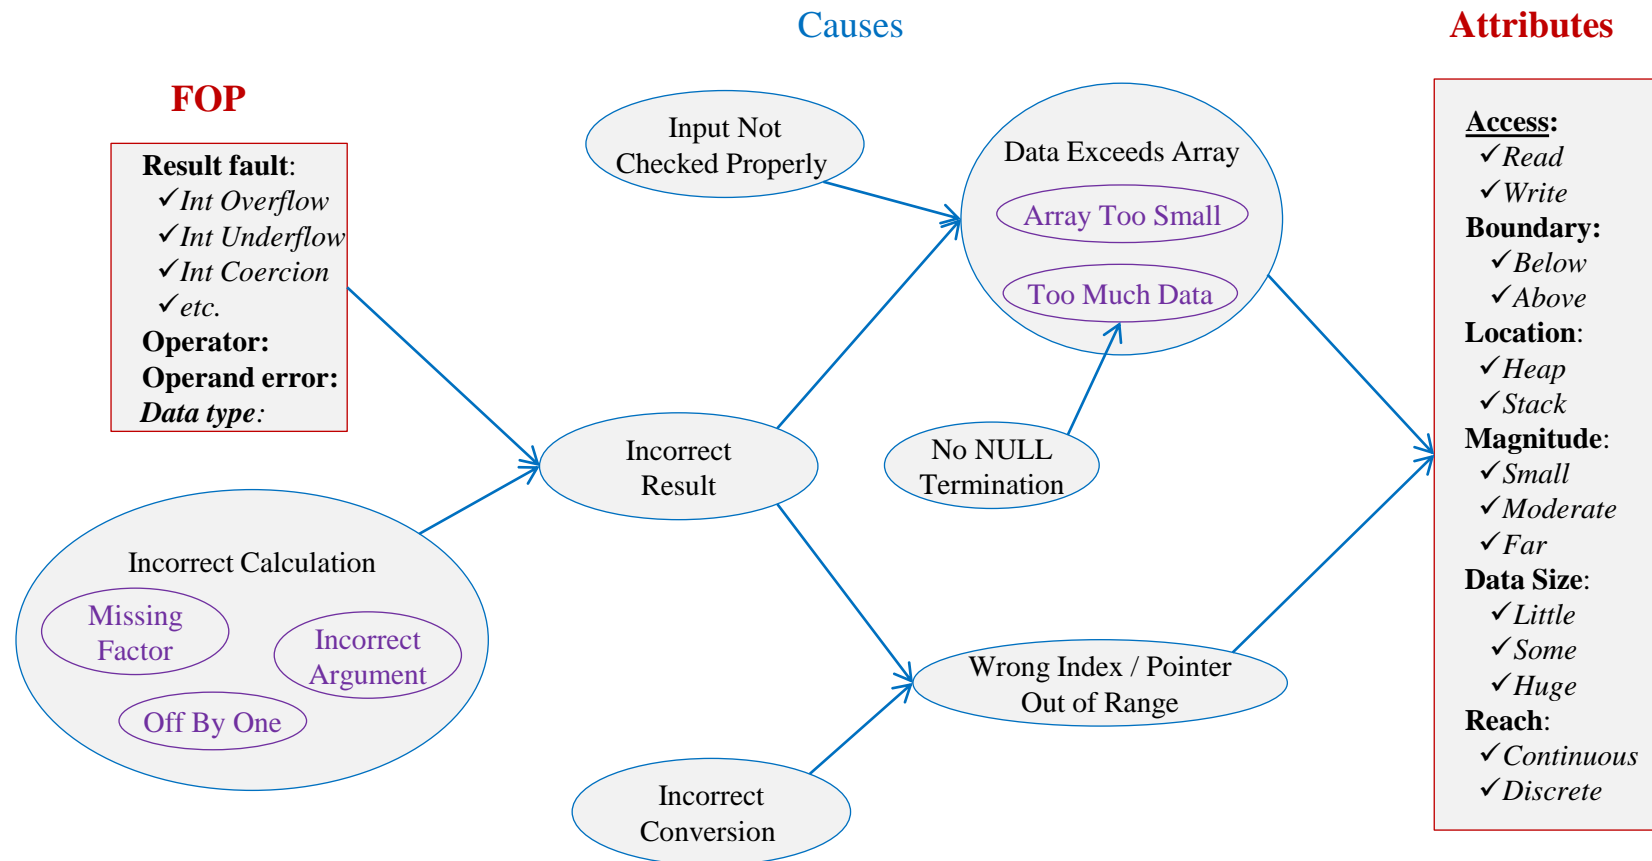 Causes
Attributes
FOP
Result fault:
✓Int Overflow
✓Int Underflow
✓Int Coercion
✓etc.
Operator:
Operand error:
Data type:
Input Not
Checked Properly
Data Exceeds Array
Array Too Small
Too Much Data
No NULL
Termination
Incorrect
Result
Incorrect Calculation
Missing
Factor
Incorrect
Argument
Off By One
Wrong Index / Pointer
Out of Range
Incorrect
Conversion
Access:
✓Read
✓Write
Boundary:
✓Below
✓Above
Location:
✓Heap
✓Stack
Magnitude:
✓Small
✓Moderate
✓Far
Data Size:
✓Little
✓Some
✓Huge
Reach:
✓Continuous
✓Discrete